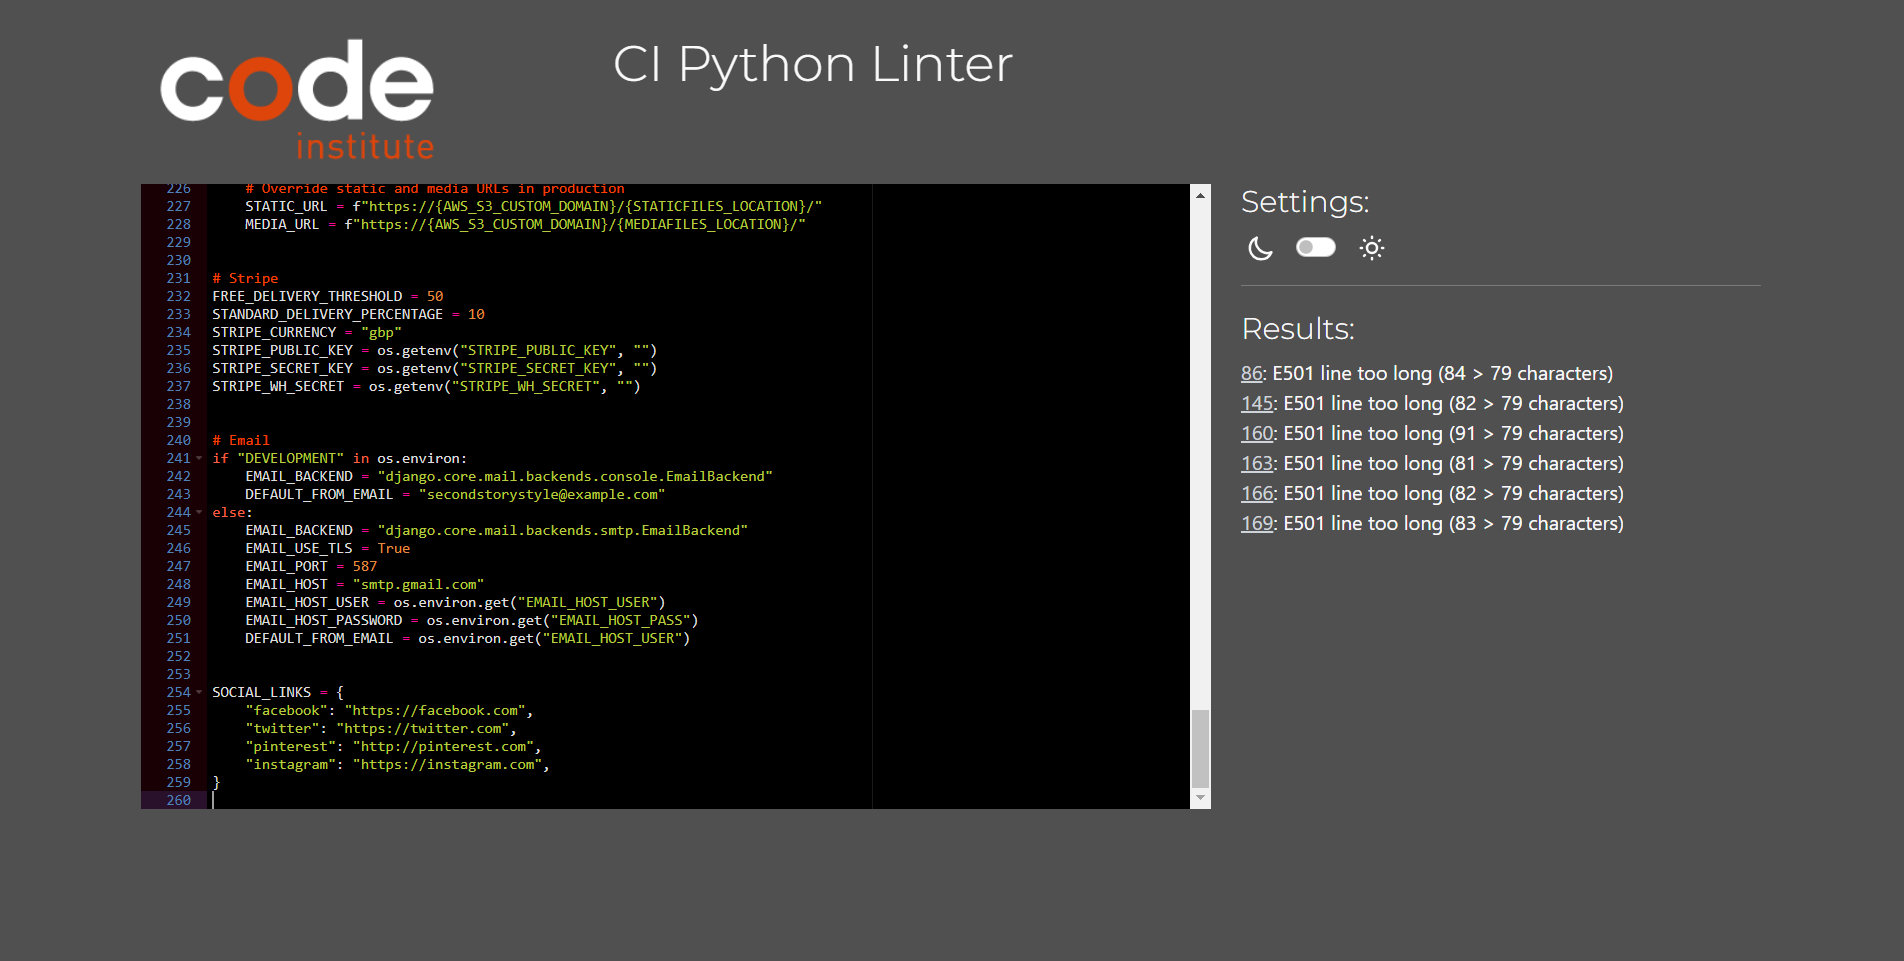 code
institute
CI Python Linter
226 # Override static and media URLs in production
227 STATIC_URL = f"https://{AWS_S3_CUSTOM_DOMAIN}/{STATICFILES_LOCATION}/"
228 MEDIA_URL = f"https://{AWS_S3_CUSTOM_DOMAIN}/{MEDIAFILES_LOCATION}/"
229
230
231 # Stripe
232 FREE_DELIVERY_THRESHOLD = 50
233 STANDARD_DELIVERY_PERCENTAGE = 10
234 STRIPE_CURRENCY = "gbp"
235 STRIPE_PUBLIC_KEY = os.getenv("STRIPE_PUBLIC_KEY", "")
236 STRIPE_SECRET_KEY = os.getenv("STRIPE_SECRET_KEY", "")
237 STRIPE_WH_SECRET = os.getenv("STRIPE_WH_SECRET", "")
238
239
240 # Email
241 if "DEVELOPMENT" in os.environ:
242 EMAIL_BACKEND = "django.core.mail.backends.console.EmailBackend"
243 DEFAULT_FROM_EMAIL = "secondstorystyle@example.com"
244 else:
245 EMAIL_BACKEND = "django.core.mail.backends.smtp.EmailBackend"
246 EMAIL_USE_TLS = True
247 EMAIL_PORT = 587
248 EMAIL_HOST = "smtp.gmail.com"
249 EMAIL_HOST_USER = os.environ.get("EMAIL_HOST_USER")
250 EMAIL_HOST_PASSWORD = os.environ.get("EMAIL_HOST_PASS")
251 DEFAULT_FROM_EMAIL = os.environ.get("EMAIL_HOST_USER")
252
253
254 SOCIAL_LINKS = {
255 "facebook": "https://facebook.com",
256 "twitter": "https://twitter.com",
257 "pinterest": "http://pinterest.com",
258 "instagram": "https://instagram.com",
259 }
260
Settings:
Results:
86: E501 line too long (84 > 79 characters)
145: E501 line too long (82 > 79 characters)
160: E501 line too long (91 > 79 characters)
163: E501 line too long (81 > 79 characters)
166: E501 line too long (82 > 79 characters)
169: E501 line too long (83 > 79 characters)